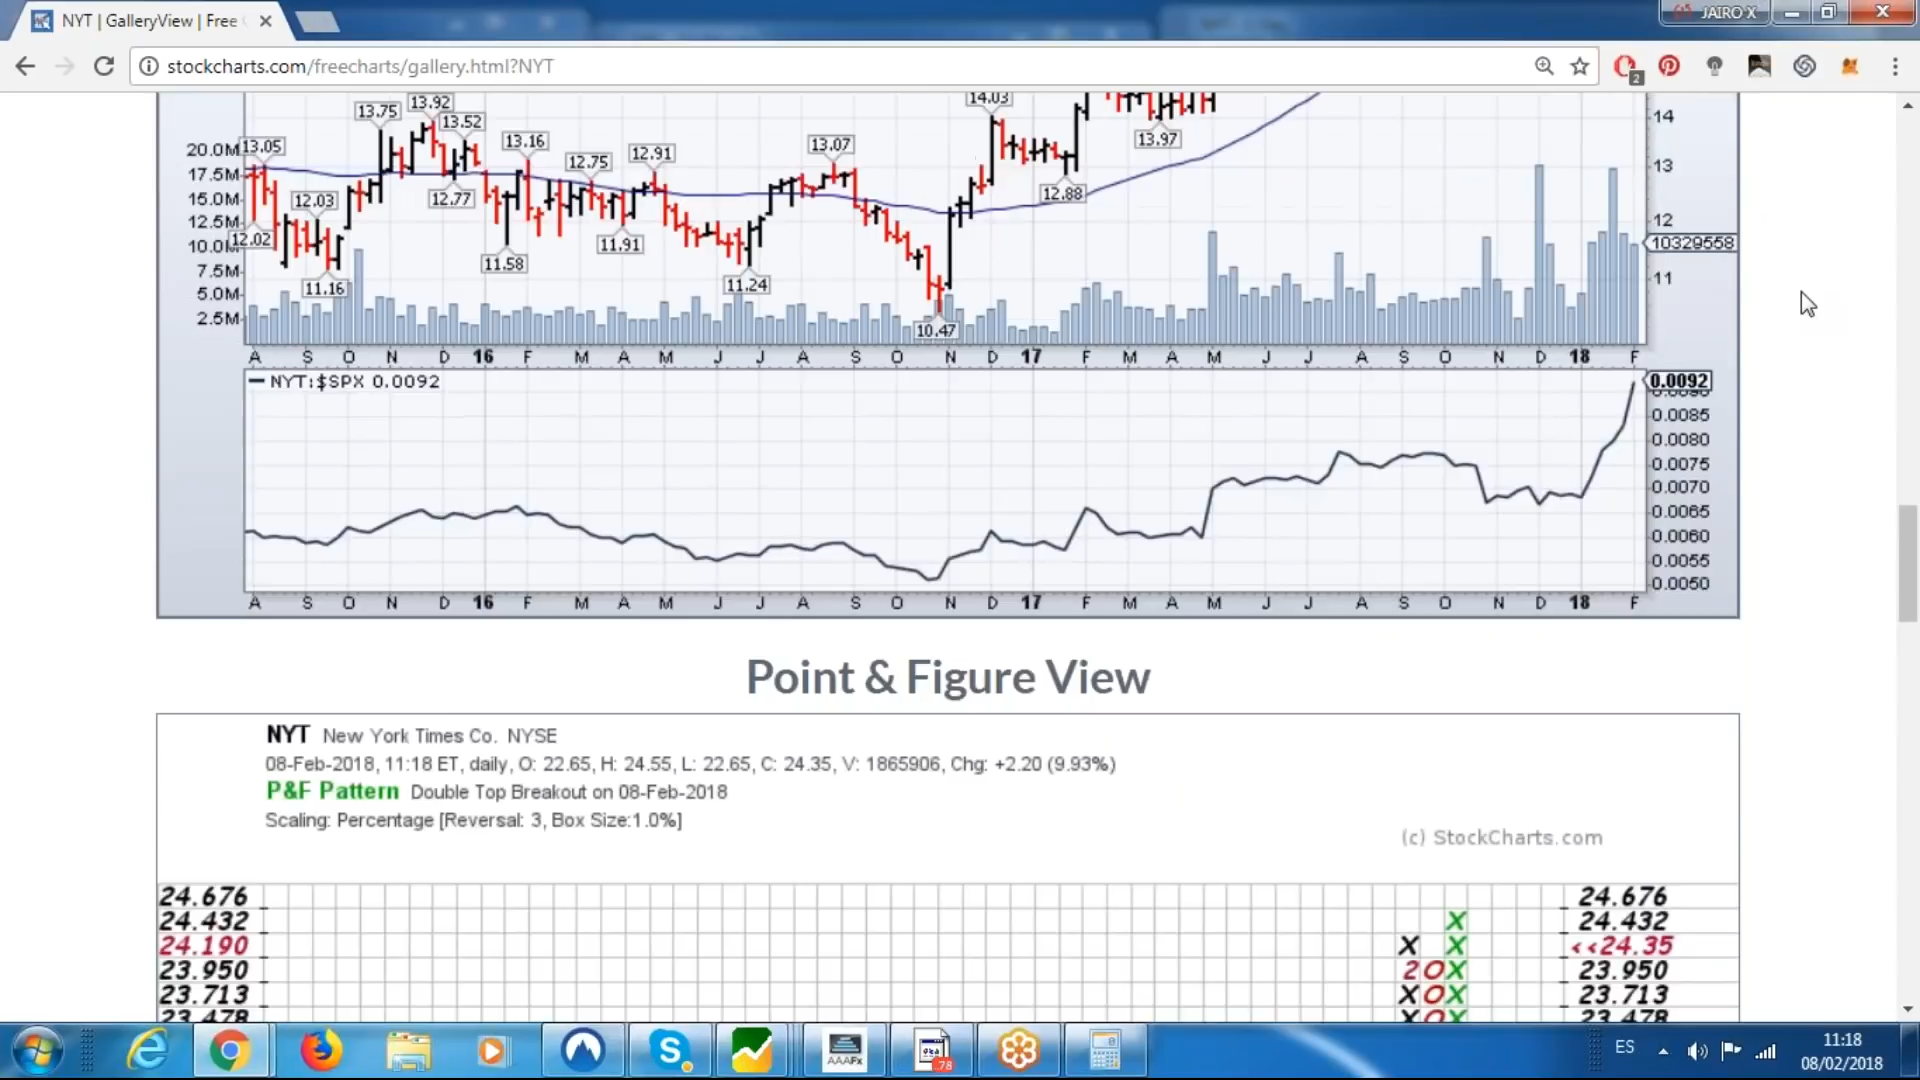 NYT | GalleryView | Free
JAIRO X
stockcharts.com/freecharts/gallery.html?NYT
2
13.75
13.92
13.52
14.03
14
13.05
20.0M
13.16
12.75
12.91
13.07
13.97
13
17.5M
15.0M
12.03
12.77
12.88
12.5M
12
12.02
10.0M
11.91
10329558
11.58
7.5M
11.16
11.24
11
5.0M
2.5M
10.47
A S O N D 16 F M A M J J A S O N D 17 F M A M J J A S O N D 18 F
NYT:$SPX 0.0092
0.0092
0.0085
0.0080
0.0075
0.0070
0.0065
0.0060
0.0055
0.0050
A S O N D 16 F M A M J J A S O N D 17 F M A M J J A S O N D 18 F
Point & Figure View
NYT New York Times Co. NYSE
08-Feb-2018, 11:18 ET, daily, O: 22.65, H: 24.55, L: 22.65, C: 24.35, V: 1865906, Chg: +2.20 (9.93%)
P&F Pattern Double Top Breakout on 08-Feb-2018
Scaling: Percentage [Reversal: 3, Box Size:1.0%]
(c) StockCharts.com
24.676 24.676
24.432 X 24.432
24.190 X X <<24.35
23.950 2 O X 23.950
23.713 X O X 23.713
23.478 X O X 23.478
AAAFx
.78
ES
11:18
08/02/2018